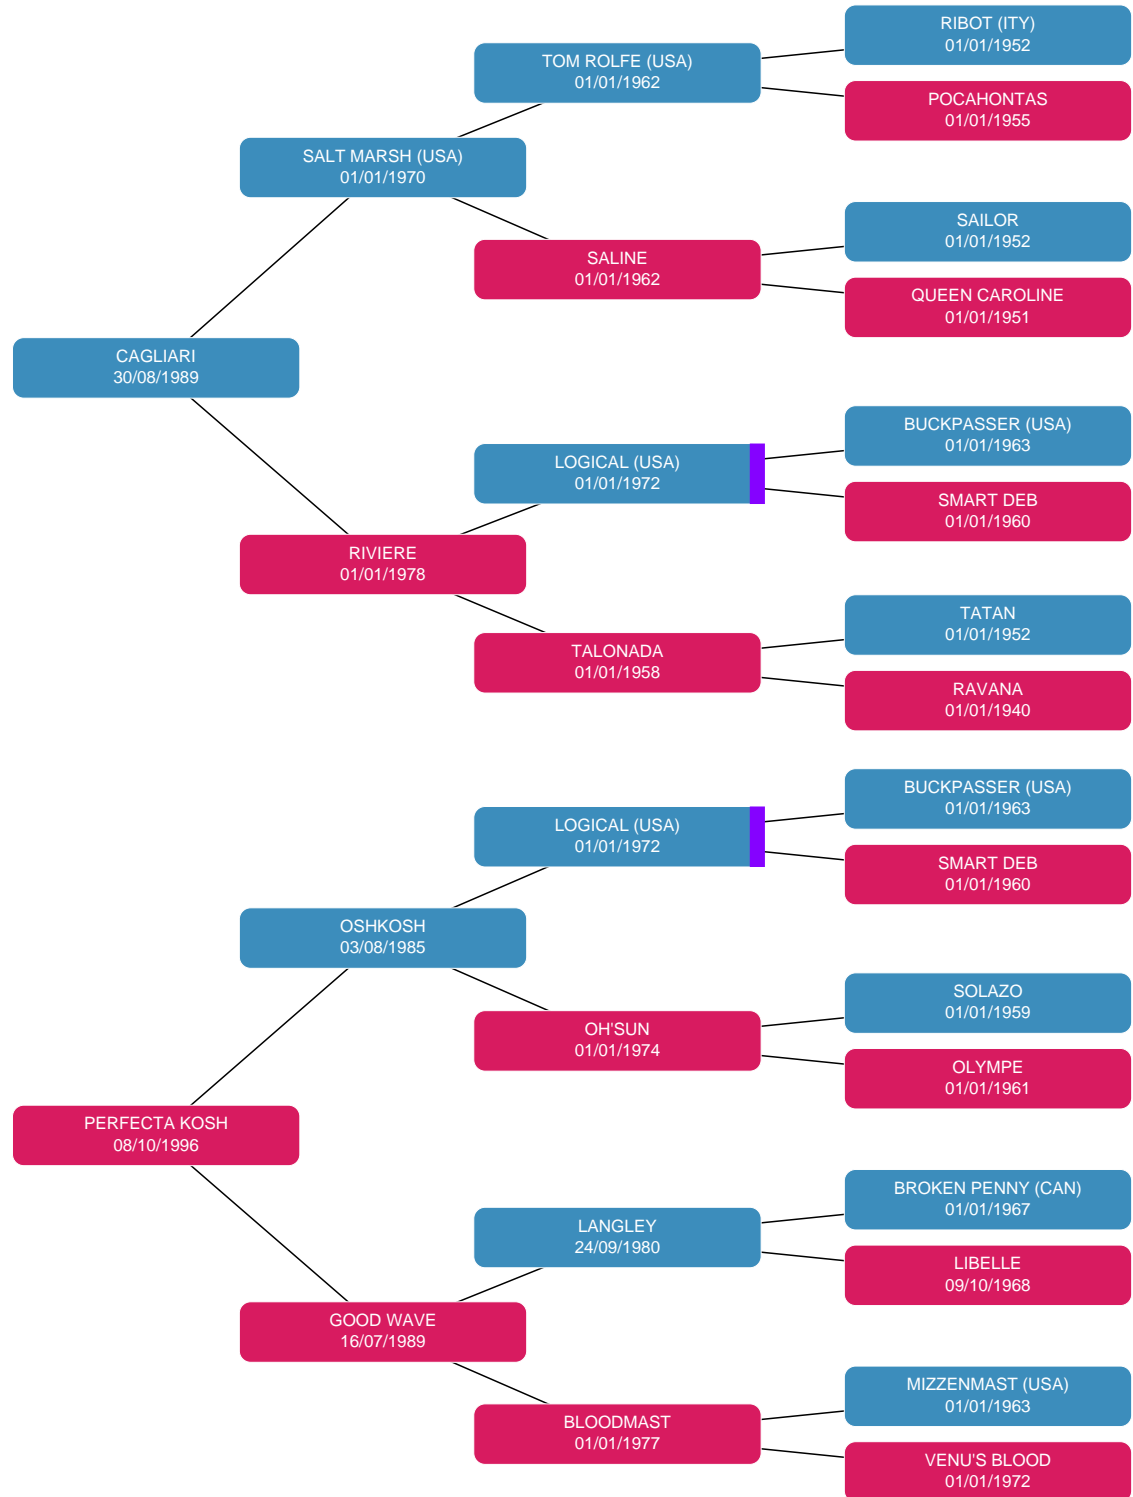 RIBOT (ITY)
01/01/1952
TOM ROLFE (USA)
01/01/1962
POCAHONTAS
01/01/1955
SALT MARSH (USA)
01/01/1970
SAILOR
01/01/1952
SALINE
01/01/1962
QUEEN CAROLINE
01/01/1951
CAGLIARI
30/08/1989
BUCKPASSER (USA)
01/01/1963
LOGICAL (USA)
01/01/1972
SMART DEB
01/01/1960
RIVIERE
01/01/1978
TATAN
01/01/1952
TALONADA
01/01/1958
RAVANA
01/01/1940
BUCKPASSER (USA)
01/01/1963
LOGICAL (USA)
01/01/1972
SMART DEB
01/01/1960
OSHKOSH
03/08/1985
SOLAZO
01/01/1959
OH'SUN
01/01/1974
OLYMPE
01/01/1961
PERFECTA KOSH
08/10/1996
BROKEN PENNY (CAN)
01/01/1967
LANGLEY
24/09/1980
LIBELLE
09/10/1968
GOOD WAVE
16/07/1989
MIZZENMAST (USA)
01/01/1963
BLOODMAST
01/01/1977
VENU'S BLOOD
01/01/1972